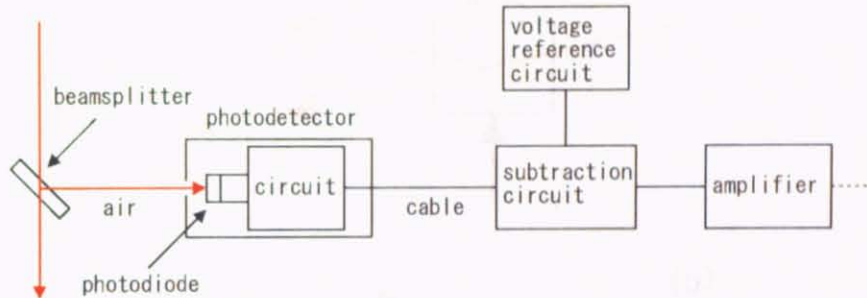 voltage
reference
circuit
beamsplitter
photodetector
circuit
subtraction
circuit
amplifier
air
cable
photodiode